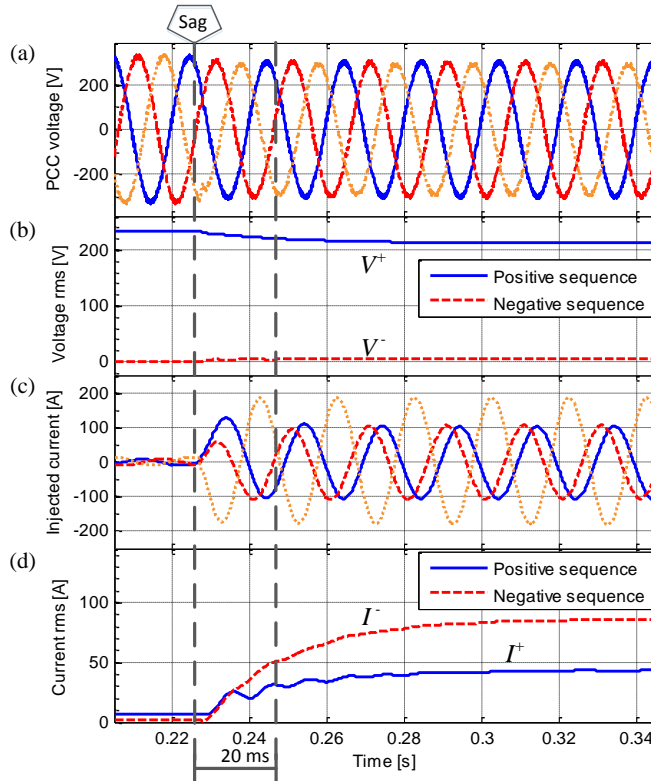 Sag
(a)
PCC voltage [V]
200
0
-200
(b)
Voltage rms [V]
200
100
0
V+
V-
Positive sequence
Negative sequence
(c)
Injected current [A]
200
100
0
-100
-200
(d)
Current rms [A]
100
50
0
I-
I+
Positive sequence
Negative sequence
0.22 0.24 0.26 0.28 0.3 0.32 0.34
20 ms
Time [s]